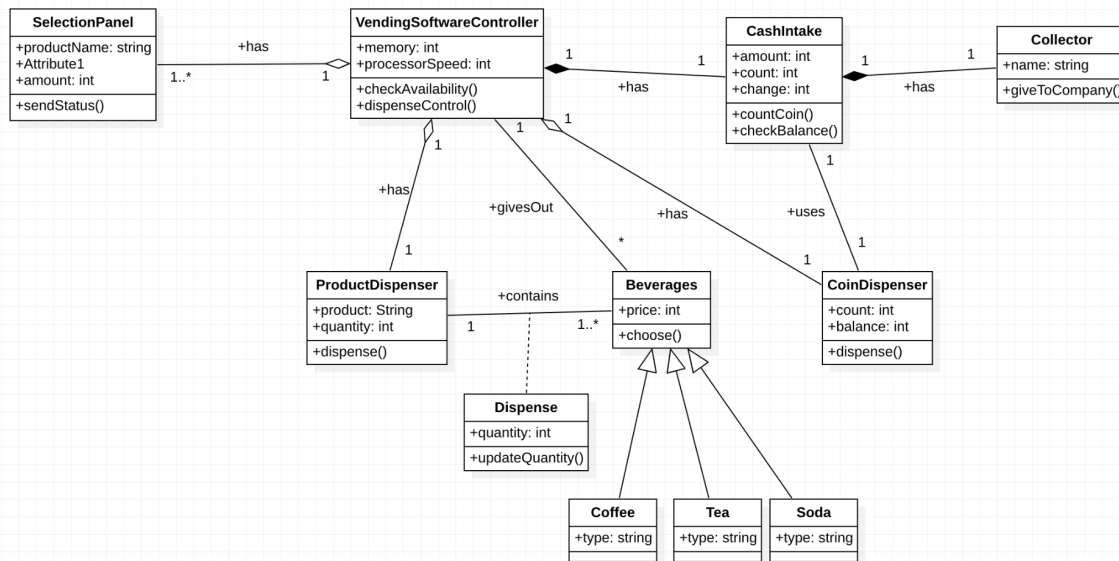 SelectionPanel
+productName: string
+Attribute1
+amount: int
+sendStatus()
+has
1..*
1
VendingSoftwareController
+memory: int
+processorSpeed: int
+checkAvailability()
+dispenseControl()
1
1
+has
CashIntake
+amount: int
+count: int
+change: int
+countCoin()
+checkBalance()
1
1
+has
Collector
+name: string
+giveToCompany()
1
+has
1
1
+givesOut
*
1
+has
1
1
+uses
1
ProductDispenser
+product: String
+quantity: int
+dispense()
+contains
1
1..*
Beverages
+price: int
+choose()
CoinDispenser
+count: int
+balance: int
+dispense()
Dispense
+quantity: int
+updateQuantity()
Coffee
+type: string
Tea
+type: string
Soda
+type: string